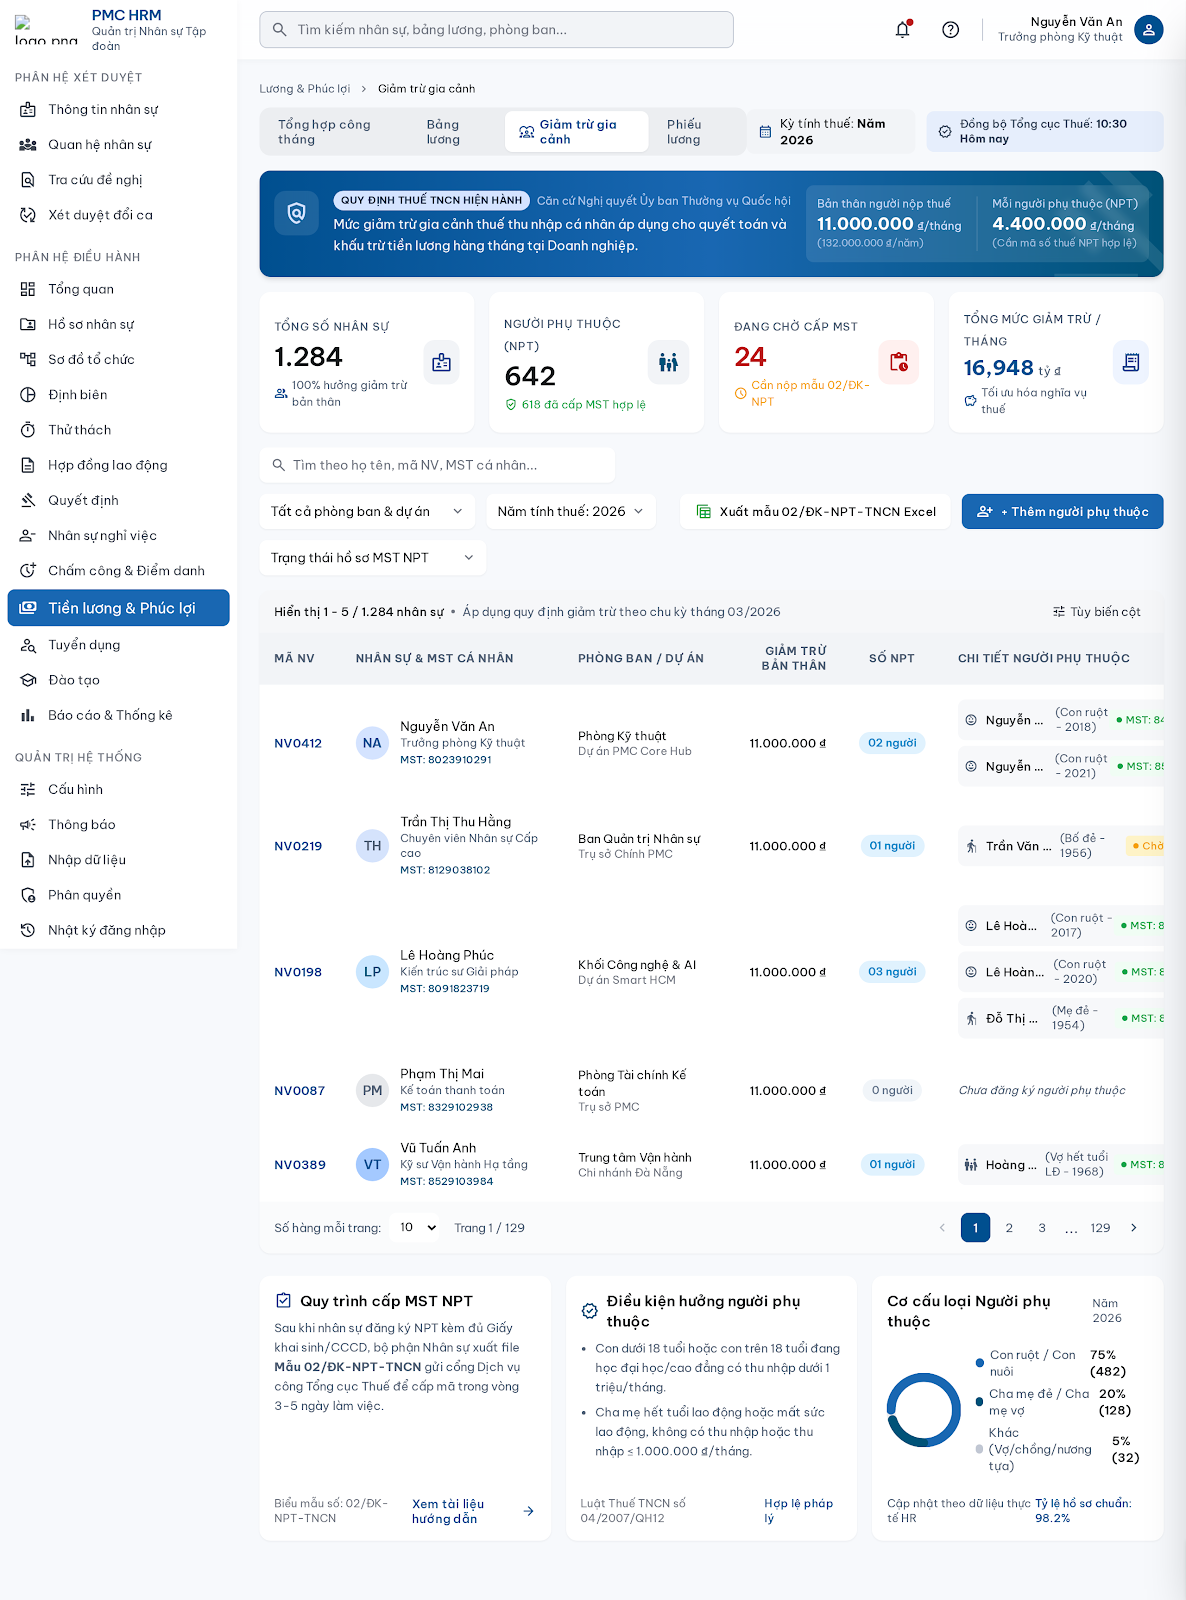 logo png
PMC HRM
Quản trị Nhân sự Tập
đoàn
PHÂN HỆ XÉT DUYỆT
Thông tin nhân sự
Quan hệ nhân sự
Tra cứu đề nghị
Xét duyệt đổi ca
PHÂN HỆ ĐIỀU HÀNH
Tổng quan
Hồ sơ nhân sự
Sơ đồ tổ chức
Định biên
Thử thách
Hợp đồng lao động
Quyết định
Nhân sự nghỉ việc
Chấm công & Điểm danh
Tiền lương & Phúc lợi
Tuyển dụng
Đào tạo
Báo cáo & Thống kê
QUẢN TRỊ HỆ THỐNG
Cấu hình
Thông báo
Nhập dữ liệu
Phân quyền
Nhật ký đăng nhập
Tìm kiếm nhân sự, bảng lương, phòng ban...
Nguyễn Văn An
Trưởng phòng Kỹ thuật
Lương & Phúc lợi > Giảm trừ gia cảnh
Tổng hợp công
tháng
Bảng
lương
Giảm trừ gia
cảnh
Phiếu
lương
Kỳ tính thuế: Năm
2026
Đồng bộ Tổng cục Thuế: 10:30
Hôm nay
QUY ĐỊNH THUẾ TNCN HIỆN HÀNH
Căn cứ Nghị quyết Ủy ban Thường vụ Quốc hội
Mức giảm trừ gia cảnh thuế thu nhập cá nhân áp dụng cho quyết toán và
khấu trừ tiền lương hàng tháng tại Doanh nghiệp.
Bản thân người nộp thuế
11.000.000 đ/tháng
(132.000.000 đ/năm)
Mỗi người phụ thuộc (NPT)
4.400.000 đ/tháng
(Cần mã số thuế NPT hợp lệ)
TỔNG SỐ NHÂN SỰ
1.284
100% hưởng giảm trừ
bản thân
NGƯỜI PHỤ THUỘC
(NPT)
642
618 đã cấp MST hợp lệ
ĐANG CHỜ CẤP MST
24
Cần nộp mẫu 02/ĐK-
NPT
TỔNG MỨC GIẢM TRỪ /
THÁNG
16,948 tỷ đ
Tối ưu hóa nghĩa vụ
thuế
Tìm theo họ tên, mã NV, MST cá nhân...
Tất cả phòng ban & dự án
Năm tính thuế: 2026
Xuất mẫu 02/ĐK-NPT-TNCN Excel
+ Thêm người phụ thuộc
Trạng thái hồ sơ MST NPT
Hiển thị 1 - 5 / 1.284 nhân sự • Áp dụng quy định giảm trừ theo chu kỳ tháng 03/2026
Tùy biến cột
MÃ NV
NHÂN SỰ & MST CÁ NHÂN
PHÒNG BAN / DỰ ÁN
GIẢM TRỪ
BẢN THÂN
SỐ NPT
CHI TIẾT NGƯỜI PHỤ THUỘC
NV0412
NA
Nguyễn Văn An
Trưởng phòng Kỹ thuật
MST: 8023910291
Phòng Kỹ thuật
Dự án PMC Core Hub
11.000.000 đ
02 người
Nguyễn ...
(Con ruột
- 2018)
MST: 84
Nguyễn ...
(Con ruột
- 2021)
MST: 85
NV0219
TH
Trần Thị Thu Hằng
Chuyên viên Nhân sự Cấp
cao
MST: 8129038102
Ban Quản trị Nhân sự
Trụ sở Chính PMC
11.000.000 đ
01 người
Trần Văn ...
(Bố đẻ -
1956)
Chờ
NV0198
LP
Lê Hoàng Phúc
Kiến trúc sư Giải pháp
MST: 8091823719
Khối Công nghệ & AI
Dự án Smart HCM
11.000.000 đ
03 người
Lê Hoà...
(Con ruột -
2017)
MST: 8
Lê Hoàn...
(Con ruột
- 2020)
MST: 8
Đỗ Thị ...
(Mẹ đẻ -
1954)
MST: 8
NV0087
PM
Phạm Thị Mai
Kế toán thanh toán
MST: 8329102938
Phòng Tài chính Kế
toán
Trụ sở PMC
11.000.000 đ
0 người
Chưa đăng ký người phụ thuộc
NV0389
VT
Vũ Tuấn Anh
Kỹ sư Vận hành Hạ tầng
MST: 8529103984
Trung tâm Vận hành
Chi nhánh Đà Nẵng
11.000.000 đ
01 người
Hoàng ...
(Vợ hết tuổi
LĐ - 1968)
MST: 8
Số hàng mỗi trang:
10
Trang 1 / 129
1 2 3 ... 129
Quy trình cấp MST NPT
Sau khi nhân sự đăng ký NPT kèm đủ Giấy
khai sinh/CCCD, bộ phận Nhân sự xuất file
Mẫu 02/ĐK-NPT-TNCN gửi cổng Dịch vụ
công Tổng cục Thuế để cấp mã trong vòng
3-5 ngày làm việc.
Biểu mẫu số: 02/ĐK-
NPT-TNCN
Xem tài liệu
hướng dẫn
Điều kiện hưởng người phụ
thuộc
• Con dưới 18 tuổi hoặc con trên 18 tuổi đang
học đại học/cao đẳng có thu nhập dưới 1
triệu/tháng.
• Cha mẹ hết tuổi lao động hoặc mất sức
lao động, không có thu nhập hoặc thu
nhập ≤ 1.000.000 đ/tháng.
Luật Thuế TNCN số
04/2007/QH12
Hợp lệ pháp
lý
Cơ cấu loại Người phụ
thuộc
Năm
2026
Con ruột / Con
nuôi
75%
(482)
Cha mẹ đẻ / Cha
mẹ vợ
20%
(128)
Khác
(Vợ/chồng/nương
tựa)
5%
(32)
Cập nhật theo dữ liệu thực
tế HR
Tỷ lệ hồ sơ chuẩn:
98.2%